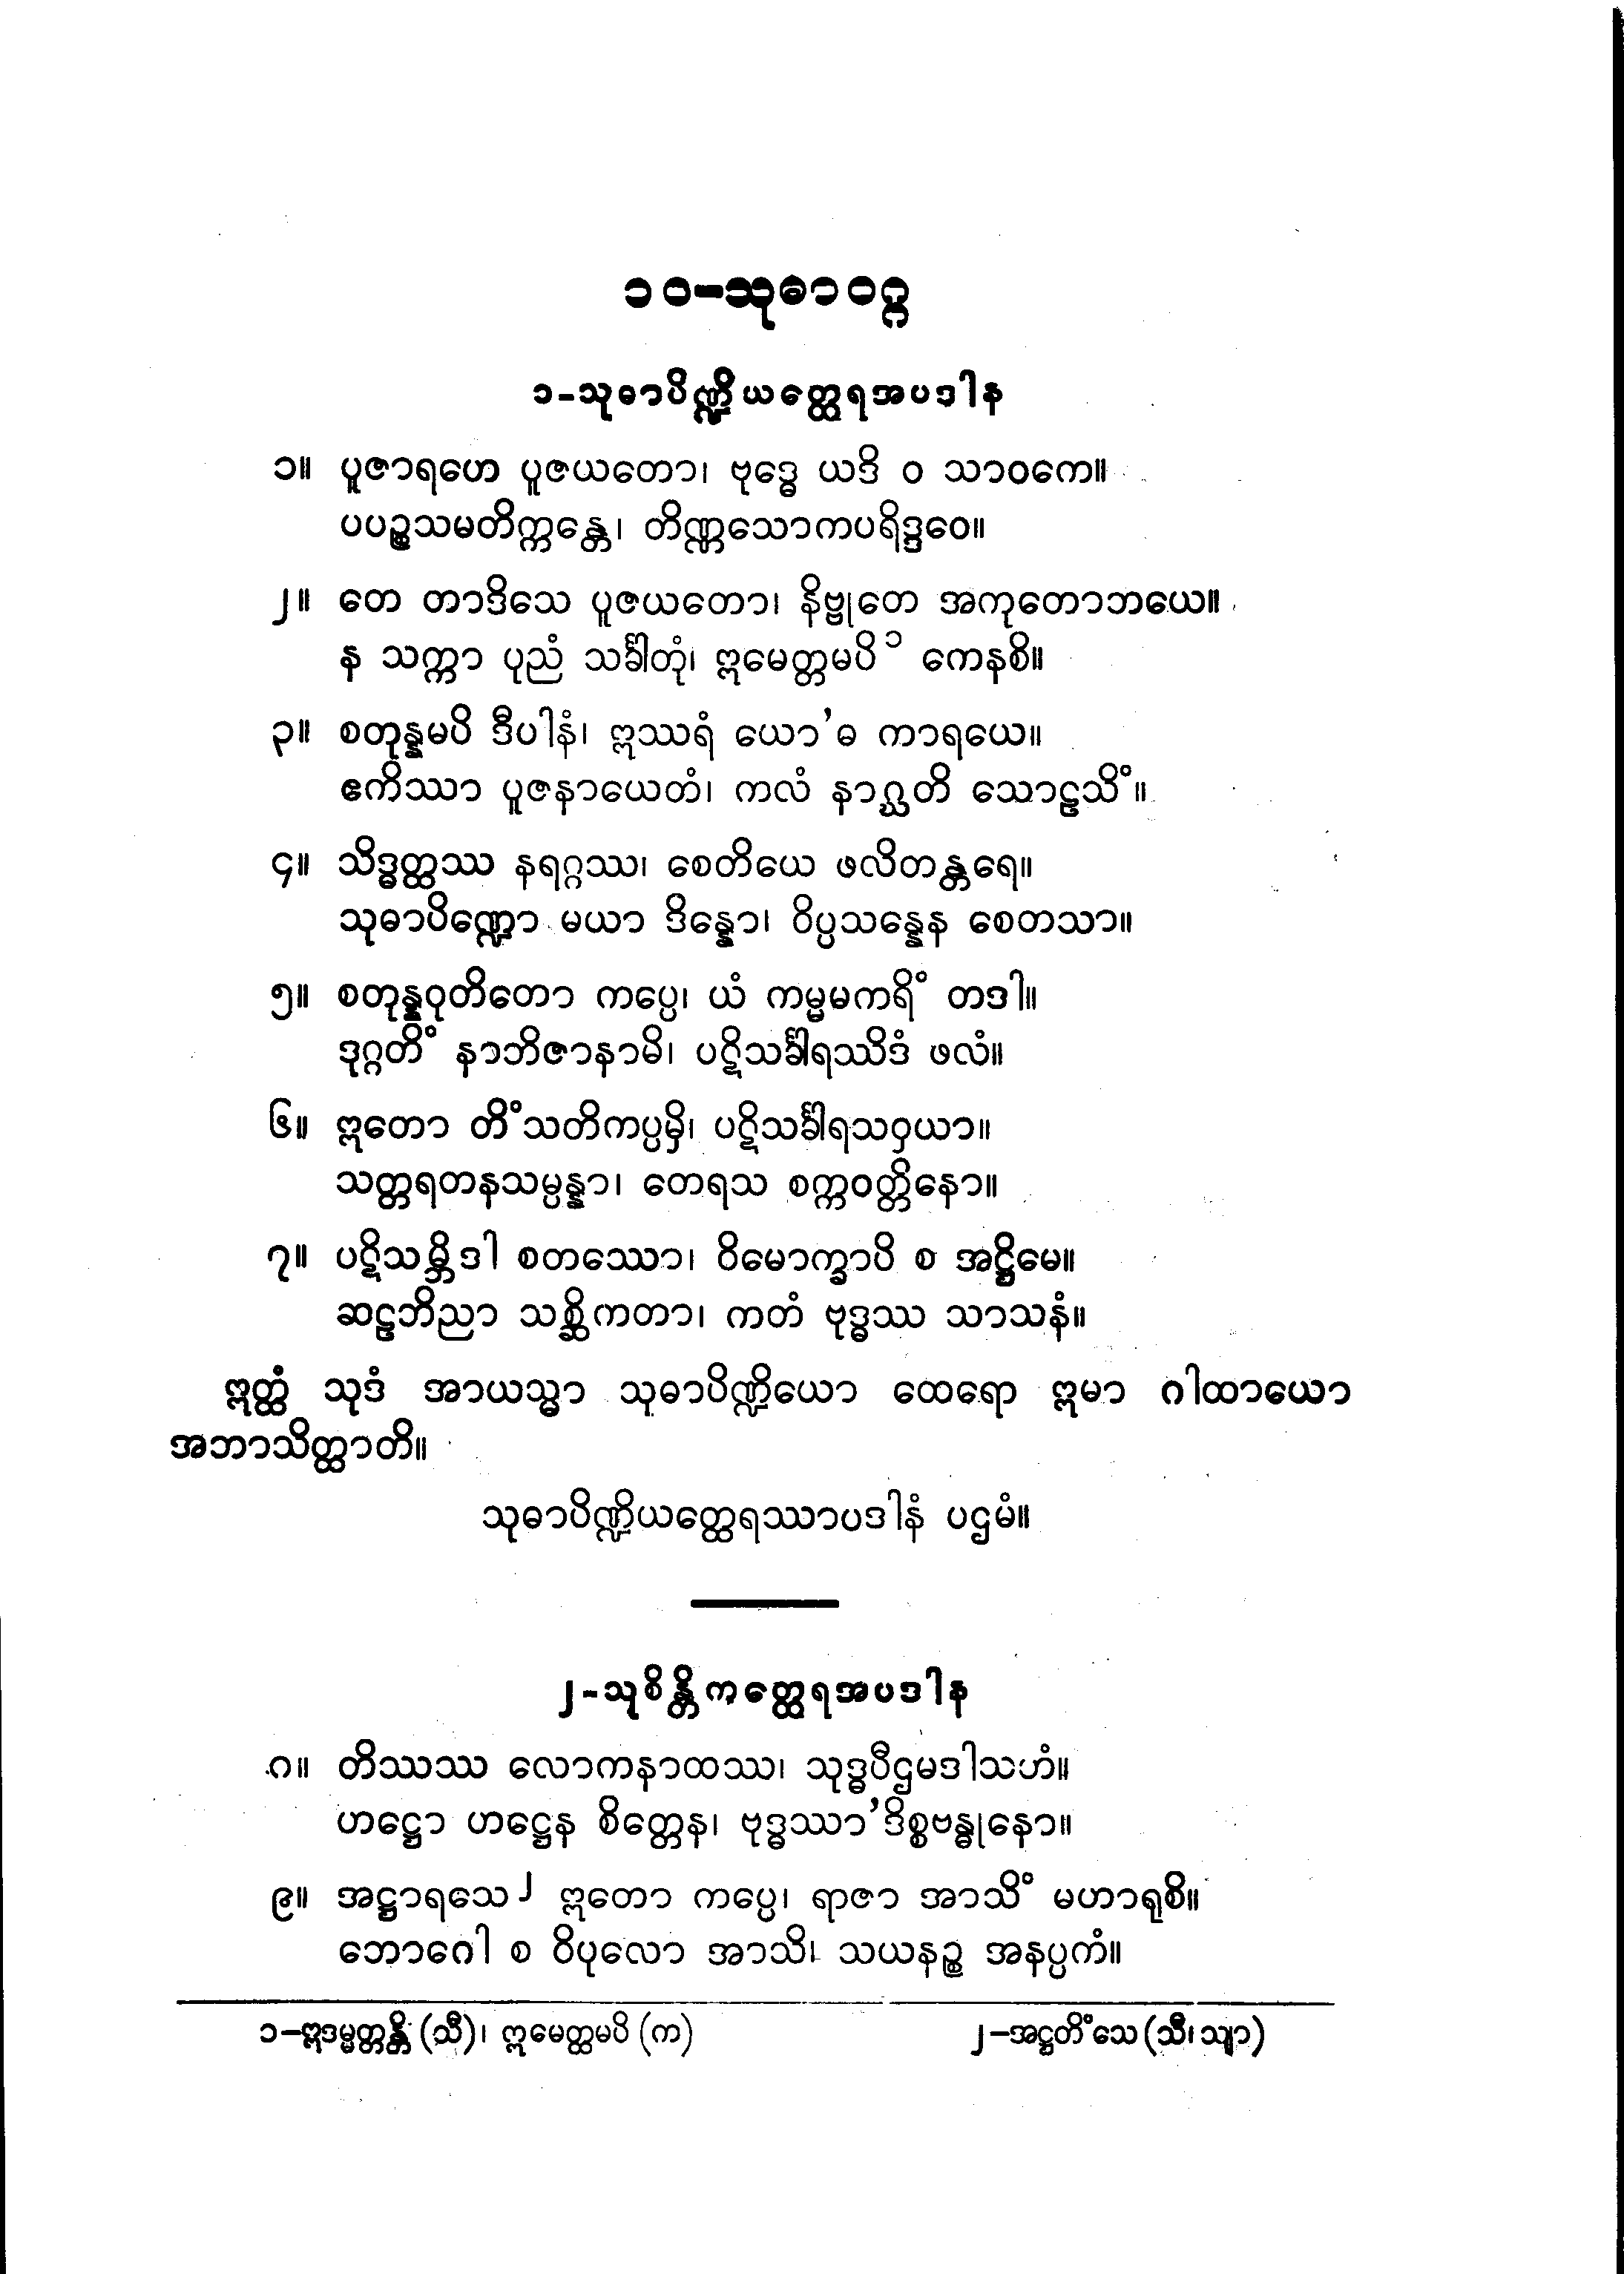 ၁၀-သုဓာဝဂ္ဂ
၁-သုဓာပိဏ္ဍိယတ္ထေရအပဒါန
၁။ ပူဇာရဟေ ပူဇယတော၊ ဗုဒ္ဓေ ယဒိ ဝ သာဝကေ။
ပပဉ္စသမတိက္ကန္တေ၊ တိဏ္ဏသောကပရိဒ္ဒဝေ။
၂။ တေ တာဒိသေ ပူဇယတော၊ နိဗ္ဗုတေ အကုတောဘယေ။
န သက္ကာ ပုညံ သင်္ခါတုံ၊ ဣမေတ္တမပိ ၁ ကေနစိ။
၃။ စတုန္နမပိ ဒီပါနံ၊ ဣဿရံ ယော’ဓ ကာရယေ။
ဧကိဿာ ပူဇနာယေတံ၊ ကလံ နာဂ္ဃတိ သောဠသိံ။
၄။ သိဒ္ဓတ္ထဿ နရဂ္ဂဿ၊ စေတိယေ ဖလိတန္တရေ။
သုဓာပိဏ္ဍော မယာ ဒိန္နော၊ ဝိပ္ပသန္နေန စေတသာ။
၅။ စတုန္နဝုတိတော ကပ္ပေ၊ ယံ ကမ္မမကရိံ တဒါ။
ဒုဂ္ဂတိံ နာဘိဇာနာမိ၊ ပဋိသင်္ခါရဿိဒံ ဖလံ။
၆။ ဣတော တိံသတိကပ္ပမှိ၊ ပဋိသင်္ခါရသဝှယာ။
သတ္တရတနသမ္ပန္နာ၊ တေရသ စက္ကဝတ္တိနော။
၇။ ပဋိသမ္ဘိဒါ စတဿော၊ ဝိမောက္ခာပိ စ အဋ္ဌိမေ။
ဆဠဘိညာ သစ္ဆိကတာ၊ ကတံ ဗုဒ္ဓဿ သာသနံ။
ဣတ္ထံ သုဒံ အာယသ္မာ သုဓာပိဏ္ဍိယော ထေရော ဣမာ ဂါထာယော
အဘာသိတ္ထာတိ။
သုဓာပိဏ္ဍိယတ္ထေရဿာပဒါနံ ပဌမံ။
၂-သုစိန္တိကတ္ထေရအပဒါန
၈။ တိဿဿ လောကနာထဿ၊ သုဒ္ဓပီဌမဒါသဟံ။
ဟဋ္ဌော ဟဋ္ဌေန စိတ္တေန၊ ဗုဒ္ဓဿာ’ဒိစ္စဗန္ဓုနော။
၉။ အဋ္ဌာရသေ ၂ ဣတော ကပ္ပေ၊ ရာဇာ အာသိံ မဟာရုစိ။
ဘောဂေါ စ ဝိပုလော အာသိ၊ သယနဉ္စ အနပ္ပကံ။
၁-ဣဒမ္မတ္တန္တိ (သီ)၊ ဣမေတ္ထမပိ (က)
၂-အဋ္ဌတိံသေ (သီ၊ သျာ)